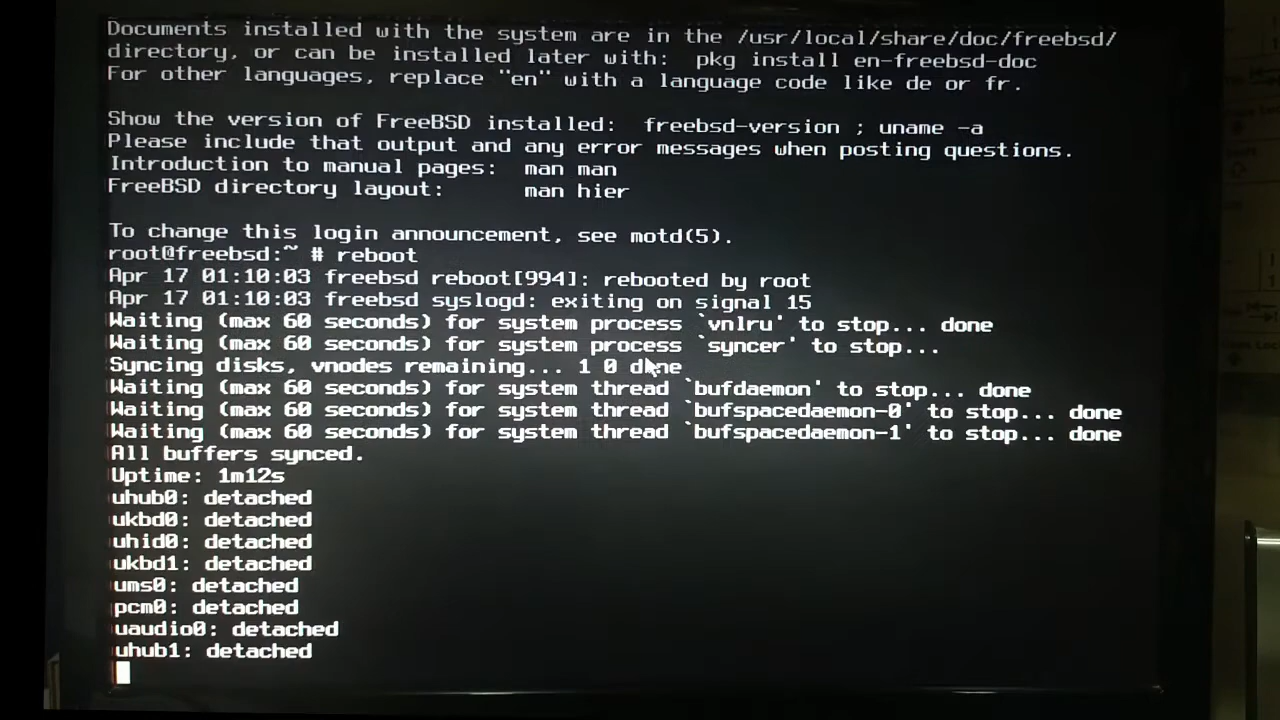 Documents installed with the system are in the /usr/local/share/doc/freebsd/
directory, or can be installed later with:  pkg install en-freebsd-doc
For other languages, replace "en" with a language code like de or fr.
Show the version of FreeBSD installed:  freebsd-version ; uname -a
Please include that output and any error messages when posting questions.
Introduction to manual pages:  man man
FreeBSD directory layout:      man hier
To change this login announcement, see motd(5).
root@freebsd:~ # reboot
Apr 17 01:10:03 freebsd reboot[994]: rebooted by root
Apr 17 01:10:03 freebsd syslogd: exiting on signal 15
Waiting (max 60 seconds) for system process `vnlru' to stop... done
Waiting (max 60 seconds) for system process `syncer' to stop...
Syncing disks, vnodes remaining... 1 0 done
Waiting (max 60 seconds) for system thread `bufdaemon' to stop... done
Waiting (max 60 seconds) for system thread `bufspacedaemon-0' to stop... done
Waiting (max 60 seconds) for system thread `bufspacedaemon-1' to stop... done
All buffers synced.
Uptime: 1m12s
uhub0: detached
ukbd0: detached
uhid0: detached
ukbd1: detached
ums0: detached
pcm0: detached
uaudio0: detached
uhub1: detached